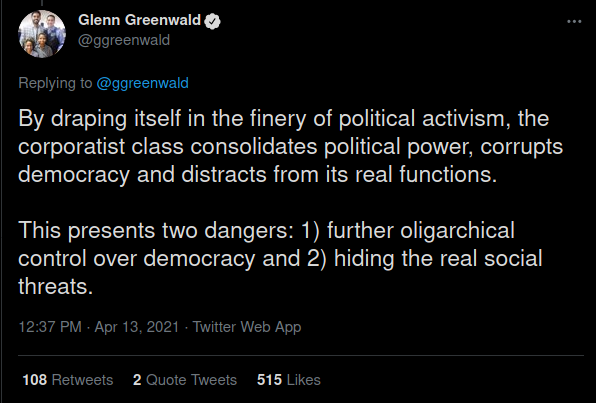 Glenn Greenwald
@ggreenwald
Replying to @ggreenwald
By draping itself in the finery of political activism, the
corporatist class consolidates political power, corrupts
democracy and distracts from its real functions.
This presents two dangers: 1) further oligarchical
control over democracy and 2) hiding the real social
threats.
12:37 PM · Apr 13, 2021 · Twitter Web App
108 Retweets 2 Quote Tweets 515 Likes